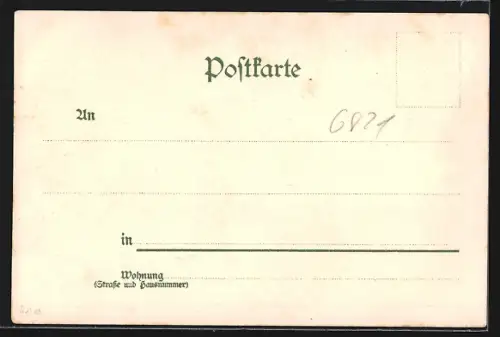 Postkarte
An
6821
in
Wohnung
(Straße und Hausnummer)